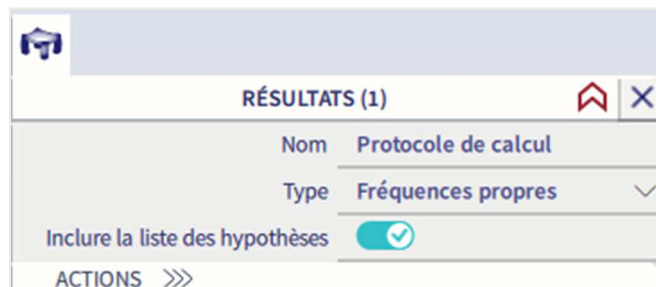 RÉSULTATS (1)
Nom Protocole de calcul
Type Fréquences propres
Inclure la liste des hypothèses
ACTIONS >>>